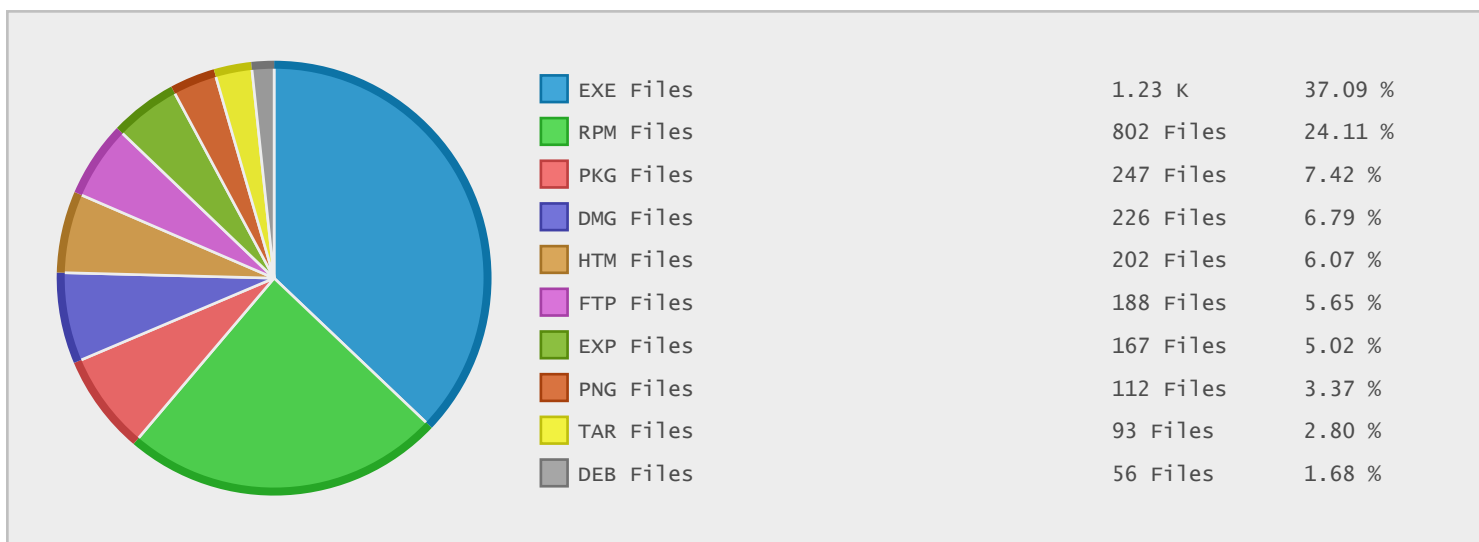 EXE Files 1.23 K 37.09 %
RPM Files 802 Files 24.11 %
PKG Files 247 Files 7.42 %
DMG Files 226 Files 6.79 %
HTM Files 202 Files 6.07 %
FTP Files 188 Files 5.65 %
EXP Files 167 Files 5.02 %
PNG Files 112 Files 3.37 %
TAR Files 93 Files 2.80 %
DEB Files 56 Files 1.68 %